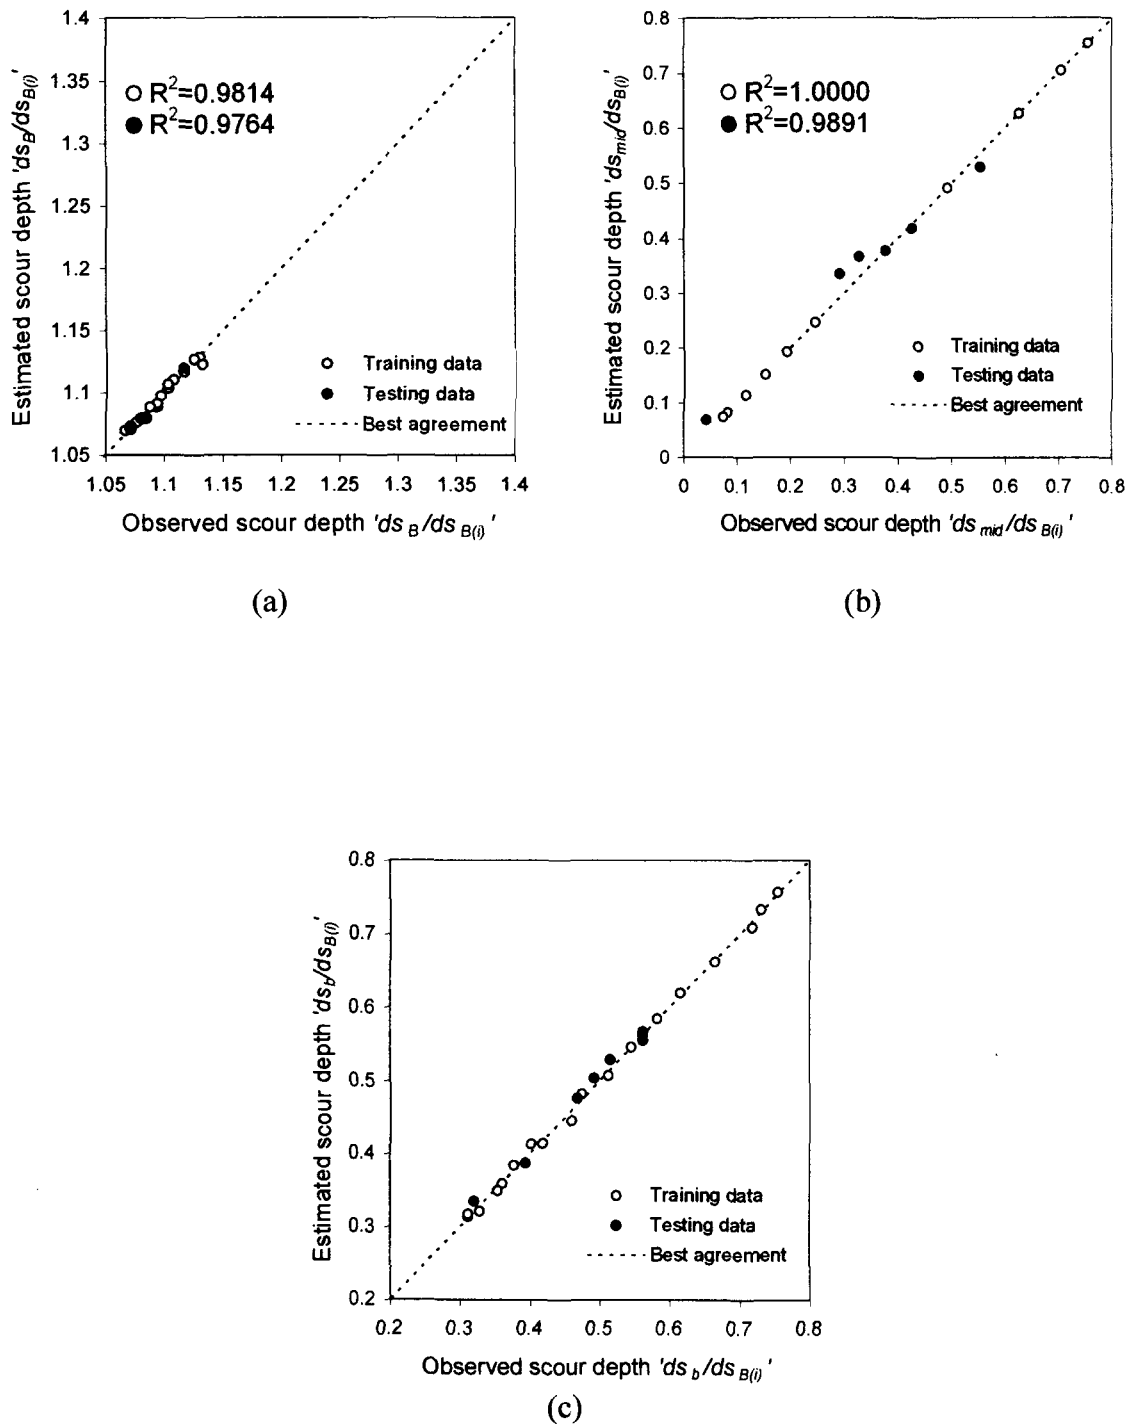 1.4
1.35
1.3
1.25
1.2
1.15
1.1
1.05
Estimated scour depth 'ds_B/ds_B(i)'
○ R²=0.9814
● R²=0.9764
Training data
Testing data
Best agreement
1.05 1.1 1.15 1.2 1.25 1.3 1.35 1.4
Observed scour depth 'ds_B/ds_B(i)'
(a)
0.8
0.7
0.6
0.5
0.4
0.3
0.2
0.1
0
Estimated scour depth 'ds_mid/ds_B(i)'
○ R²=1.0000
● R²=0.9891
Training data
Testing data
Best agreement
0 0.1 0.2 0.3 0.4 0.5 0.6 0.7 0.8
Observed scour depth 'ds_mid/ds_B(i)'
(b)
0.8
0.7
0.6
0.5
0.4
0.3
0.2
Estimated scour depth 'ds_b/ds_B(i)'
Training data
Testing data
Best agreement
0.2 0.3 0.4 0.5 0.6 0.7 0.8
Observed scour depth 'ds_b/ds_B(i)'
(c)